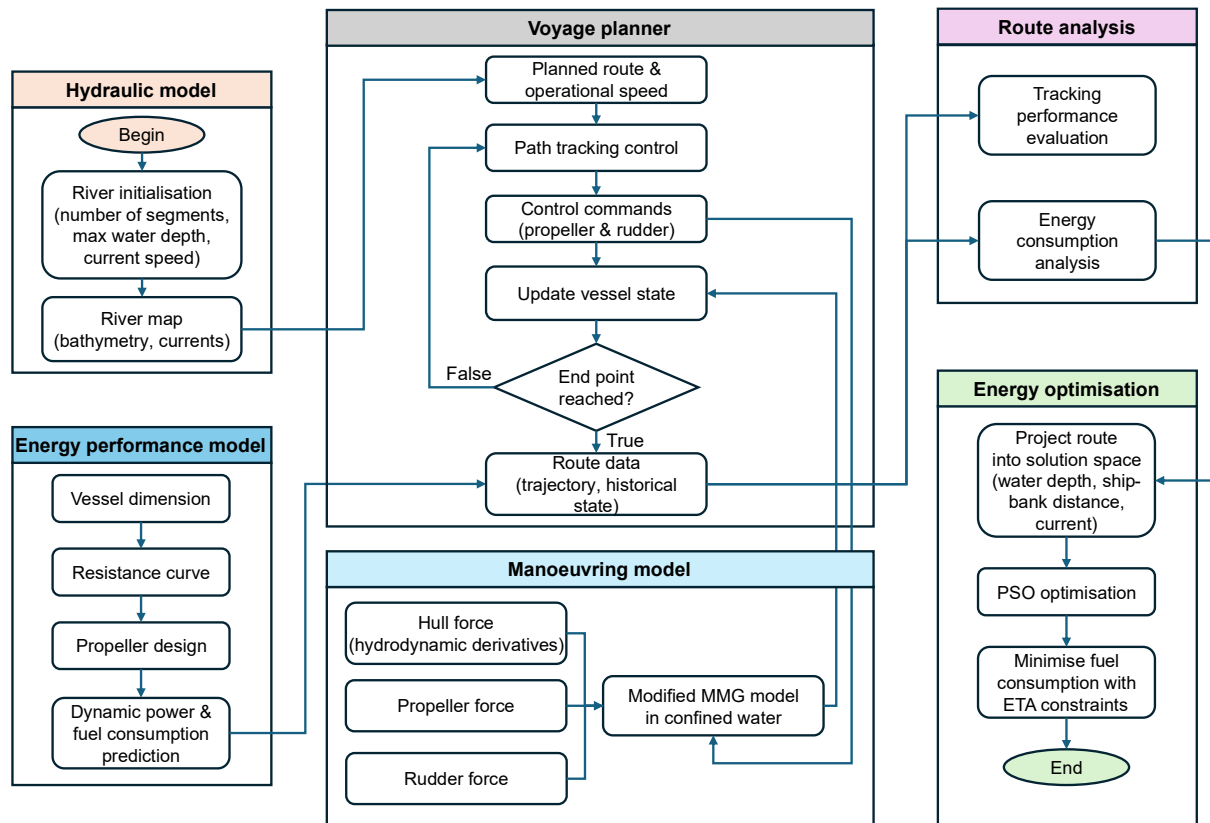 Hydraulic model
Begin
River initialisation
(number of segments,
max water depth,
current speed)
River map
(bathymetry, currents)
Energy performance model
Vessel dimension
Resistance curve
Propeller design
Dynamic power &
fuel consumption
prediction
Voyage planner
Planned route &
operational speed
Path tracking control
Control commands
(propeller & rudder)
Update vessel state
False
End point
reached?
True
Route data
(trajectory, historical
state)
Manoeuvring model
Hull force
(hydrodynamic derivatives)
Propeller force
Rudder force
Modified MMG model
in confined water
Route analysis
Tracking
performance
evaluation
Energy
consumption
analysis
Energy optimisation
Project route
into solution space
(water depth, ship-
bank distance,
current)
PSO optimisation
Minimise fuel
consumption with
ETA constraints
End